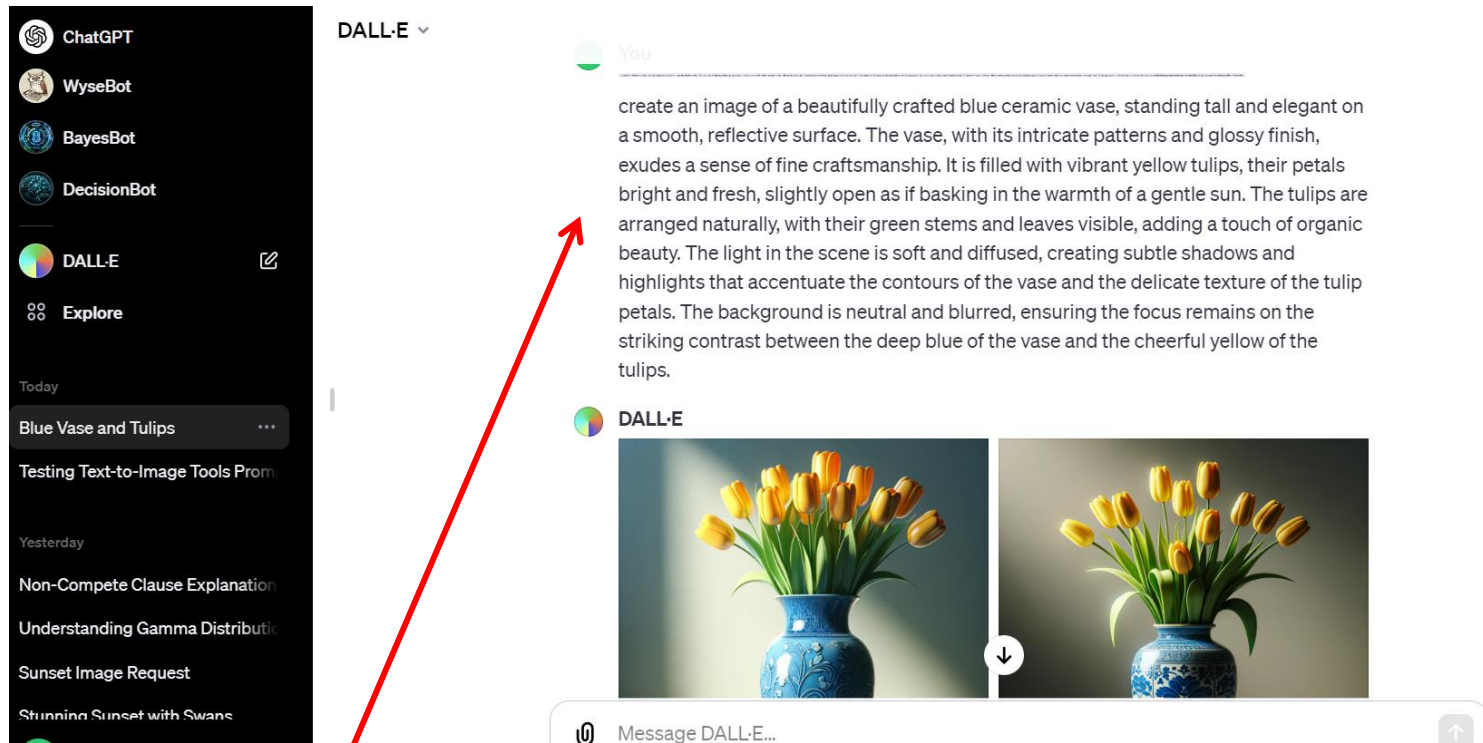 ChatGPT
WyseBot
BayesBot
DecisionBot
DALL·E
Explore
Today
Blue Vase and Tulips
Testing Text-to-Image Tools Prom
Yesterday
Non-Compete Clause Explanation
Understanding Gamma Distributic
Sunset Image Request
Stunning Sunset with Swans
DALL·E
You
create an image of a beautifully crafted blue ceramic vase, standing tall and elegant on
a smooth, reflective surface. The vase, with its intricate patterns and glossy finish,
exudes a sense of fine craftsmanship. It is filled with vibrant yellow tulips, their petals
bright and fresh, slightly open as if basking in the warmth of a gentle sun. The tulips are
arranged naturally, with their green stems and leaves visible, adding a touch of organic
beauty. The light in the scene is soft and diffused, creating subtle shadows and
highlights that accentuate the contours of the vase and the delicate texture of the tulip
petals. The background is neutral and blurred, ensuring the focus remains on the
striking contrast between the deep blue of the vase and the cheerful yellow of the
tulips.
DALL·E
Message DALL·E...